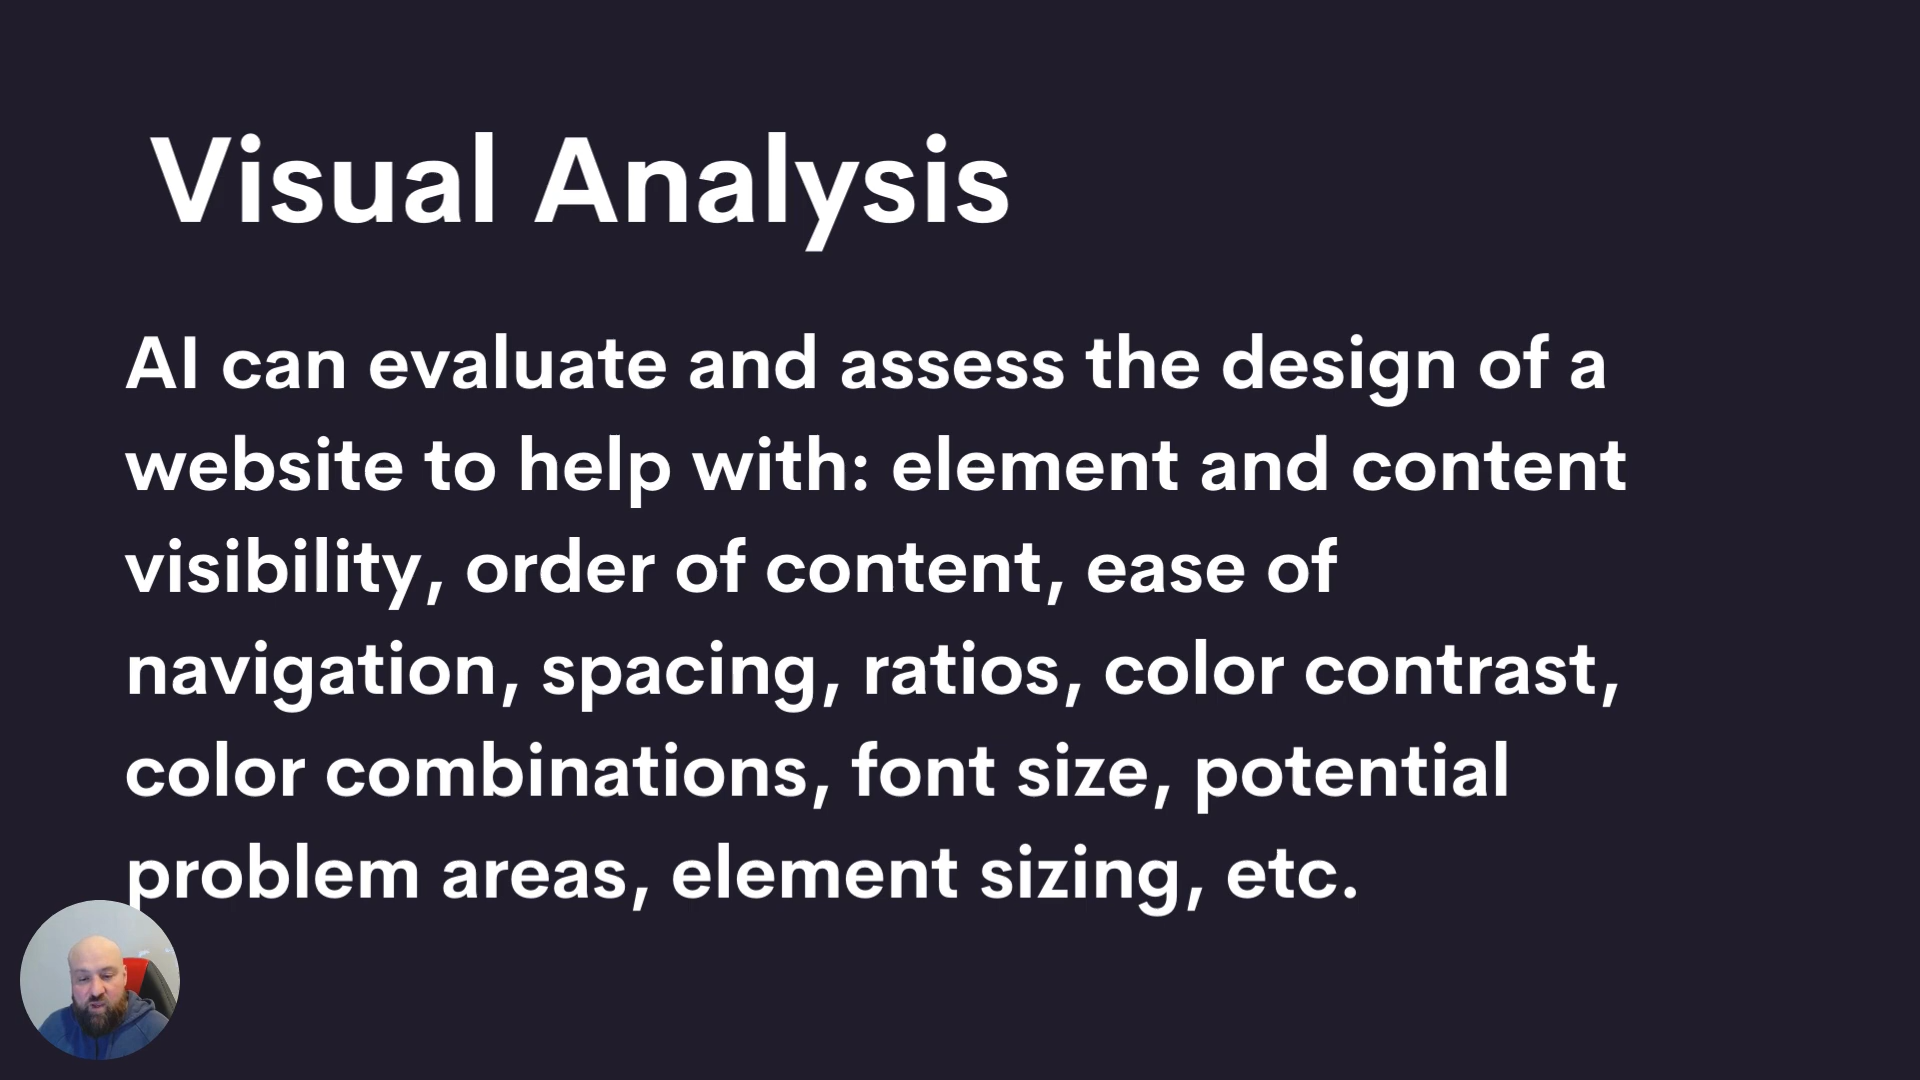 Visual Analysis
AI can evaluate and assess the design of a
website to help with: element and content
visibility, order of content, ease of
navigation, spacing, ratios, color contrast,
color combinations, font size, potential
problem areas, element sizing, etc.